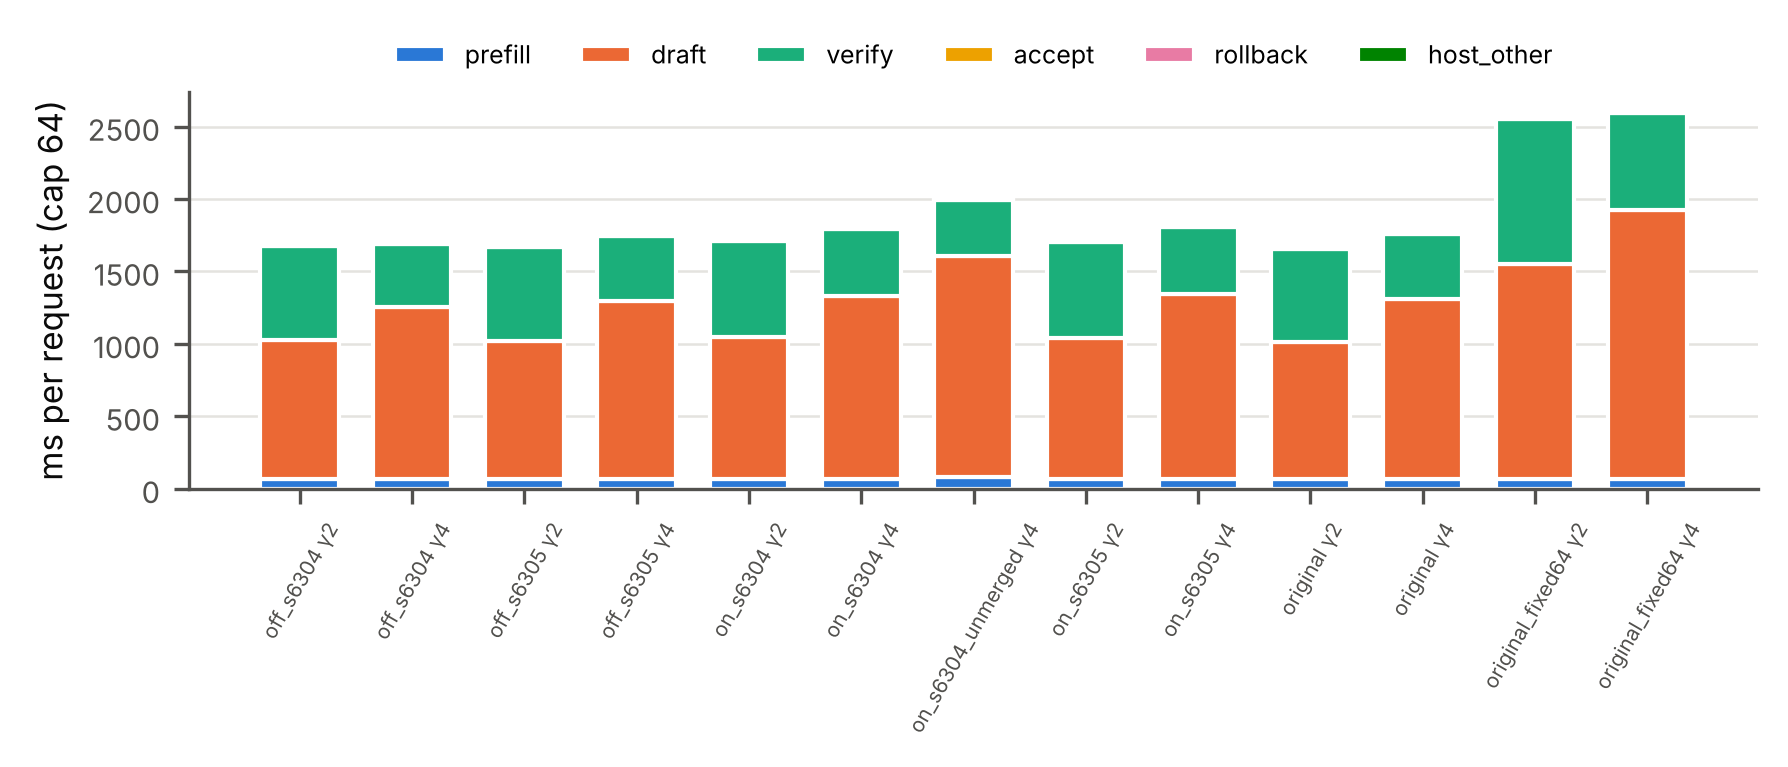 prefill draft verify accept rollback host_other
ms per request (cap 64)
2500
2000
1500
1000
500
0
off_s6304 γ2
off_s6304 γ4
off_s6305 γ2
off_s6305 γ4
on_s6304 γ2
on_s6304 γ4
on_s6304_unmerged γ4
on_s6305 γ2
on_s6305 γ4
original γ2
original γ4
original_fixed64 γ2
original_fixed64 γ4